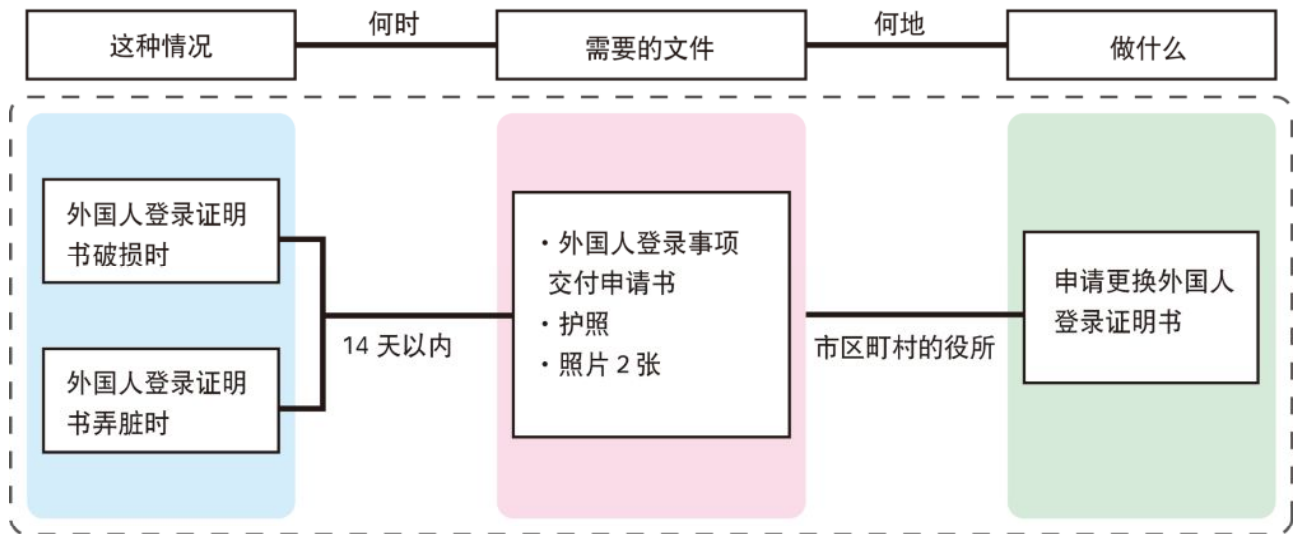 这种情况
何时
需要的文件
何地
做什么
外国人登录证明
书破损时
外国人登录证明
书弄脏时
14 天以内
・外国人登录事项
交付申请书
・护照
・照片 2 张
市区町村的役所
申请更换外国人
登录证明书